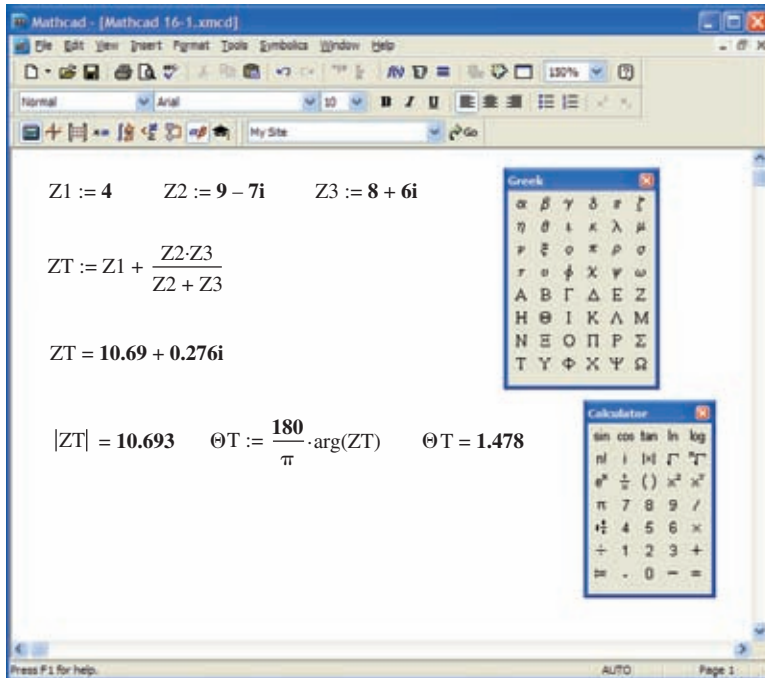 Mathcad - [Mathcad 16-1.xmcd]
File Edit View Insert Format Tools Symbolics Window Help
150%
Normal Arial 10 B I U
My Site Go
Z1 := 4 Z2 := 9 – 7i Z3 := 8 + 6i
ZT := Z1 + Z2·Z3
Z2 + Z3
ZT = 10.69 + 0.276i
|ZT| = 10.693 ΘT := 180/π · arg(ZT) ΘT = 1.478
Greek
α β γ δ ε ζ
η θ ι κ λ μ
ν ξ ο π ρ σ
τ υ ϕ χ ψ ω
Α Β Γ Δ Ε Ζ
Η Θ Ι Κ Λ Μ
Ν Ξ Ο Π Ρ Σ
Τ Υ Φ Χ Ψ Ω
Calculator
sin cos tan ln log
n! i |x|
( )
π 7 8 9 /
4 5 6 ×
÷ 1 2 3 +
:= . 0 − =
Press F1 for help. AUTO Page 1